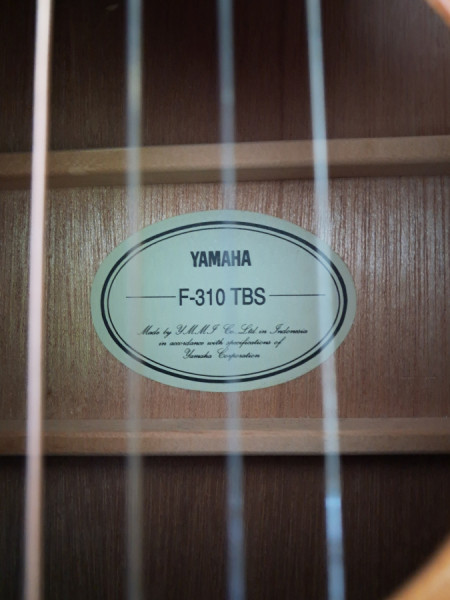 YAMAHA
F-310 TBS
Made by Y.M.M.I Co. Ltd in Indonesia
in accordance with specifications of
Yamaha Corporation